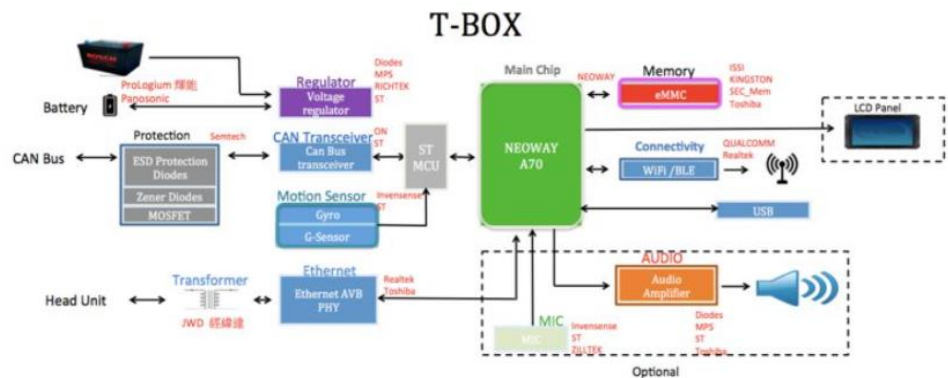 T-BOX
BOSCH
ProLogium 輝能
Panosonic
Battery
Regulator
Voltage
regulator
Diodes
MPS
RICHTEK
ST
Main Chip
NEOWAY
A70
NEOWAY
Memory
eMMC
ISSI
KINGSTON
SEC_Mem
Toshiba
LCD Panel
CAN Bus
Protection
ESD Protection
Diodes
Zener Diodes
MOSFET
Semtech
CAN Transceiver
Can Bus
transceiver
ON
ST
ST
MCU
Connectivity
WiFi /BLE
QUALCOMM
Realtek
USB
Motion Sensor
Gyro
G-Sensor
Invensense
ST
Head Unit
Transformer
JWD 經緯達
Ethernet
Ethernet AVB
PHY
Realtek
Toshiba
MIC
MIC
Invensense
ST
ZILLTEK
AUDIO
Audio
Amplifier
Diodes
MPS
ST
Toshiba
Optional